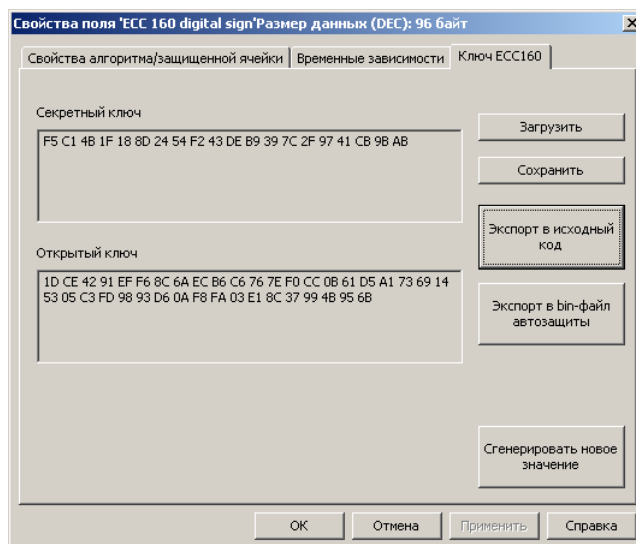 Свойства поля 'ECC 160 digital sign'Размер данных (DEC): 96 байт
Свойства алгоритма/защищенной ячейки
Временные зависимости
Ключ ECC160
Секретный ключ
F5 C1 4B 1F 18 8D 24 54 F2 43 DE B9 39 7C 2F 97 41 CB 9B AB
Загрузить
Сохранить
Экспорт в исходный
код
Открытый ключ
1D CE 42 91 EF F6 8C 6A EC B6 C6 76 7E F0 CC 0B 61 D5 A1 73 69 14
53 05 C3 FD 98 93 D6 0A F8 FA 03 E1 8C 37 99 4B 95 6B
Экспорт в bin-файл
автозащиты
Сгенерировать новое
значение
ОК
Отмена
Применить
Справка